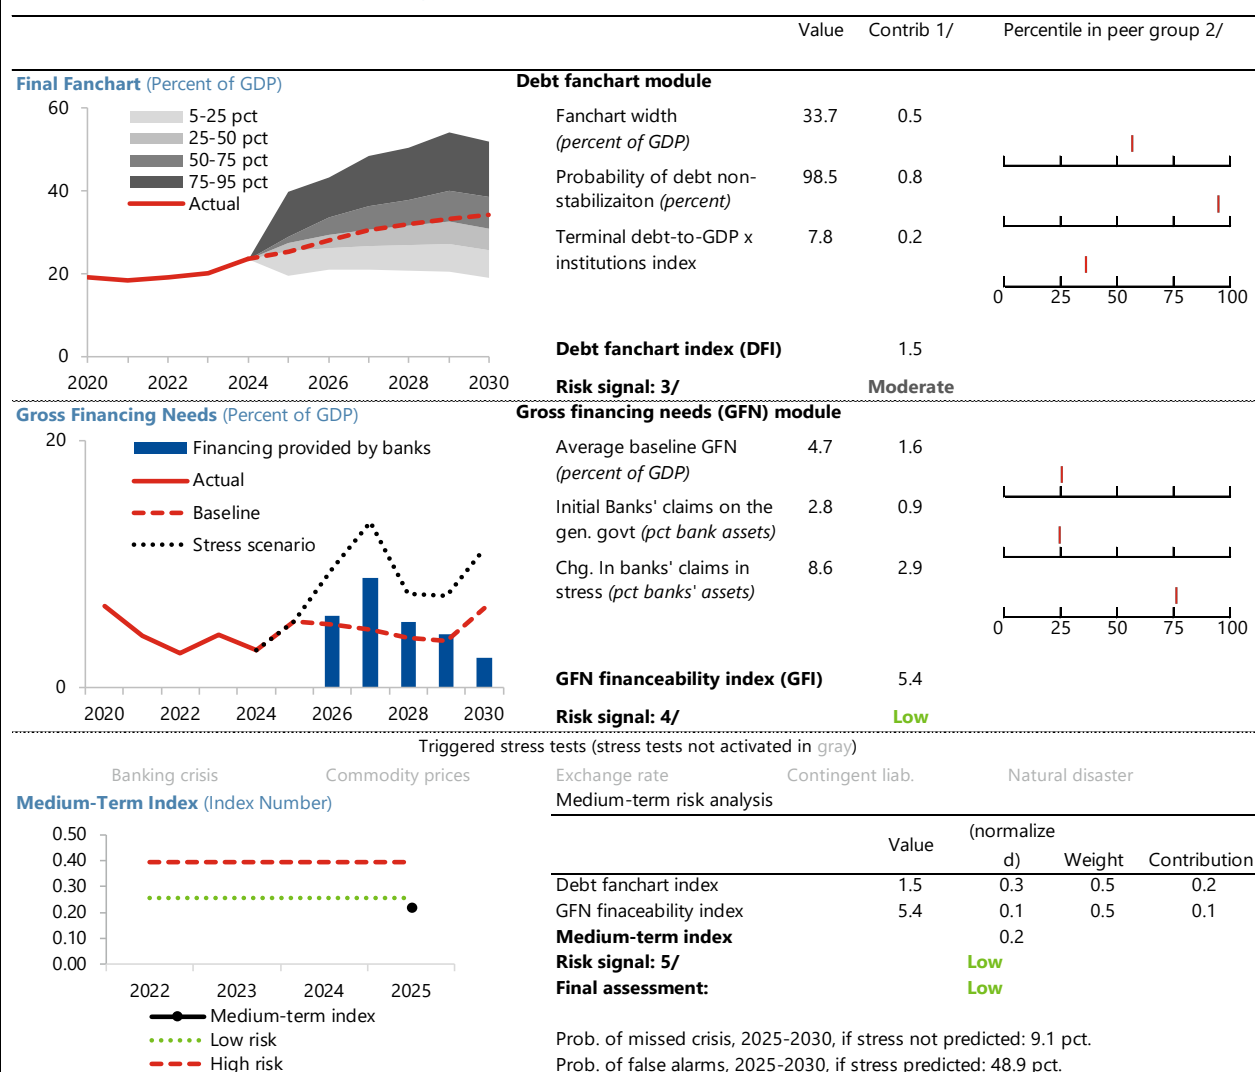 Value Contrib 1/ Percentile in peer group 2/
Final Fanchart (Percent of GDP)
60
40
20
0
5-25 pct
25-50 pct
50-75 pct
75-95 pct
Actual
2020 2022 2024 2026 2028 2030
Debt fanchart module
Fanchart width 33.7 0.5
(percent of GDP)
Probability of debt non- 98.5 0.8
stabilizaiton (percent)
Terminal debt-to-GDP x 7.8 0.2
institutions index
0 25 50 75 100
Debt fanchart index (DFI) 1.5
Risk signal: 3/ Moderate
Gross Financing Needs (Percent of GDP)
20
0
Financing provided by banks
Actual
Baseline
Stress scenario
2020 2022 2024 2026 2028 2030
Gross financing needs (GFN) module
Average baseline GFN 4.7 1.6
(percent of GDP)
Initial Banks' claims on the 2.8 0.9
gen. govt (pct bank assets)
Chg. In banks' claims in 8.6 2.9
stress (pct banks' assets)
0 25 50 75 100
GFN financeability index (GFI) 5.4
Risk signal: 4/ Low
Triggered stress tests (stress tests not activated in gray)
Banking crisis Commodity prices Exchange rate Contingent liab. Natural disaster
Medium-Term Index (Index Number)
0.50
0.40
0.30
0.20
0.10
0.00
2022 2023 2024 2025
Medium-term index
Low risk
High risk
Medium-term risk analysis
Value (normalize
d) Weight Contribution
Debt fanchart index 1.5 0.3 0.5 0.2
GFN finaceability index 5.4 0.1 0.5 0.1
Medium-term index 0.2
Risk signal: 5/ Low
Final assessment: Low
Prob. of missed crisis, 2025-2030, if stress not predicted: 9.1 pct.
Prob. of false alarms, 2025-2030, if stress predicted: 48.9 pct.